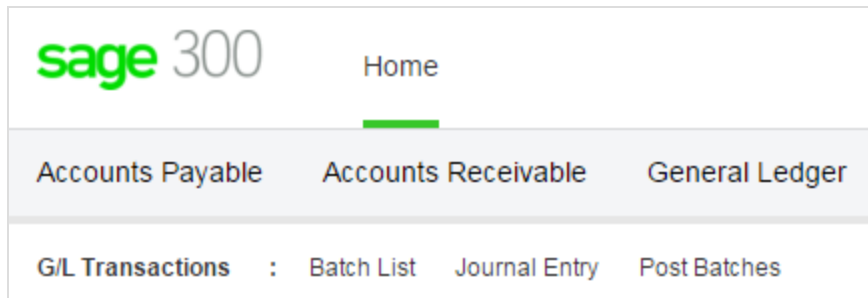 sage 300 Home
Accounts Payable Accounts Receivable General Ledger
G/L Transactions : Batch List Journal Entry Post Batches